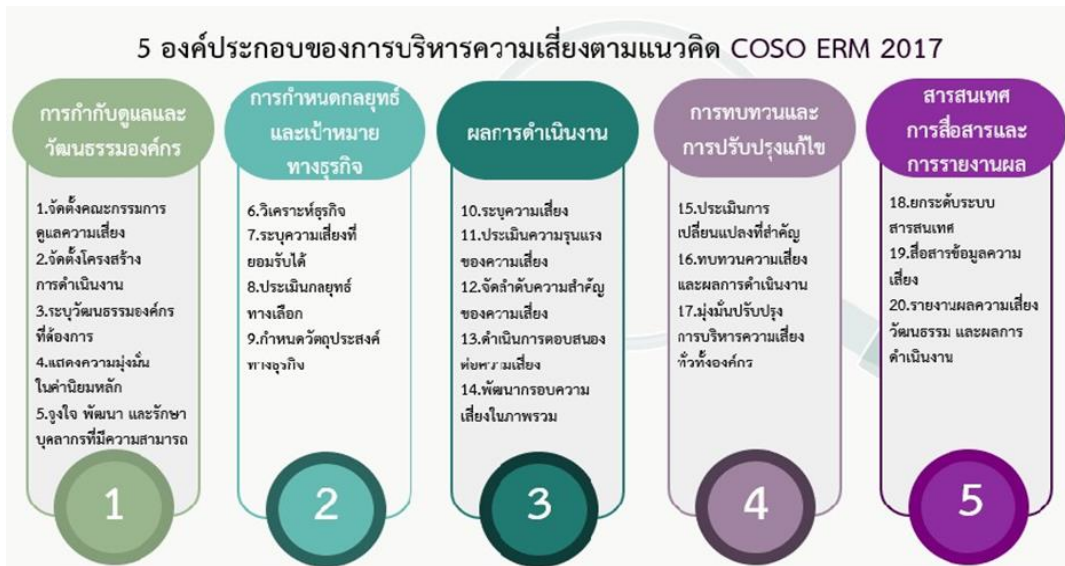 5 องค์ประกอบของการบริหารความเสี่ยงตามแนวคิด COSO ERM 2017
การกำกับดูแลและ
วัฒนธรรมองค์กร
1.จัดตั้งคณะกรรมการ
ดูแลความเสี่ยง
2.จัดตั้งโครงสร้าง
การดำเนินงาน
3.ระบุวัฒนธรรมองค์กร
ที่ต้องการ
4.แสดงความมุ่งมั่น
ในค่านิยมหลัก
5.จูงใจ พัฒนา และรักษา
บุคลากรที่มีความสามารถ
1
การกำหนดกลยุทธ์
และเป้าหมาย
ทางธุรกิจ
6.วิเคราะห์ธุรกิจ
7.ระบุความเสี่ยงที่
ยอมรับได้
8.ประเมินกลยุทธ์
ทางเลือก
9.กำหนดวัตถุประสงค์
ทางธุรกิจ
2
ผลการดำเนินงาน
10.ระบุความเสี่ยง
11.ประเมินความรุนแรง
ของความเสี่ยง
12.จัดลำดับความสำคัญ
ของความเสี่ยง
13.ดำเนินการตอบสนอง
ต่อความเสี่ยง
14.พัฒนากรอบความ
เสี่ยงในภาพรวม
3
การทบทวนและ
การปรับปรุงแก้ไข
15.ประเมินการ
เปลี่ยนแปลงที่สำคัญ
16.ทบทวนความเสี่ยง
และผลการดำเนินงาน
17.มุ่งมั่นปรับปรุง
การบริหารความเสี่ยง
ทั่วทั้งองค์กร
4
สารสนเทศ
การสื่อสารและ
การรายงานผล
18.ยกระดับระบบ
สารสนเทศ
19.สื่อสารข้อมูลความ
เสี่ยง
20.รายงานผลความเสี่ยง
วัฒนธรรม และผลการ
ดำเนินงาน
5